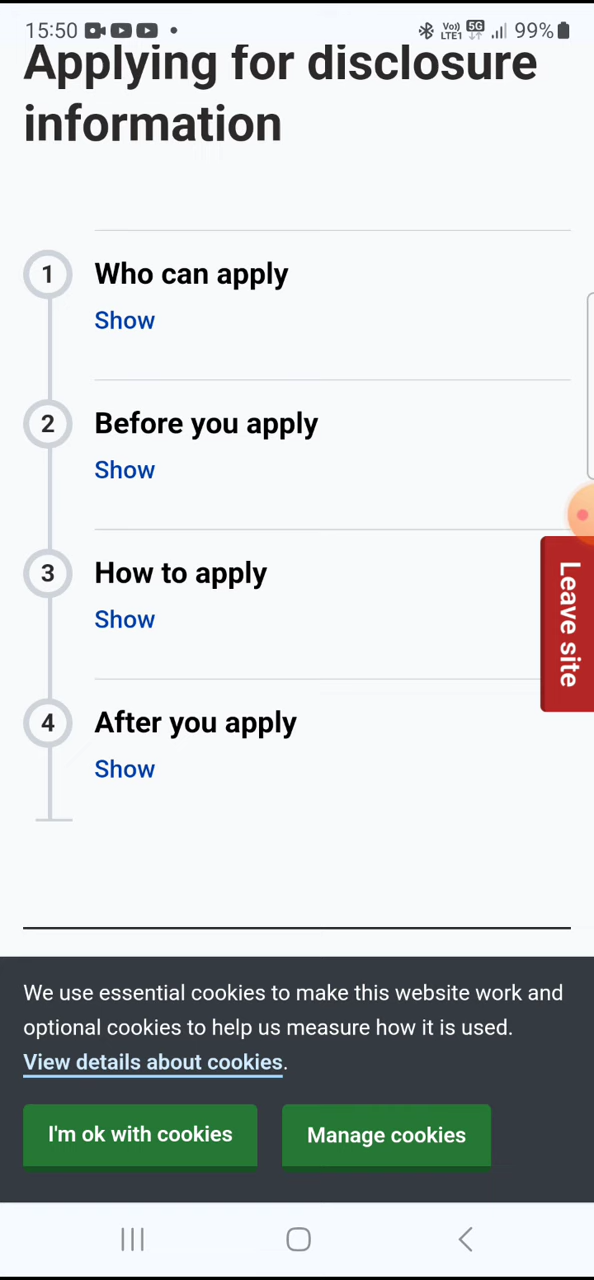 15:50
Vo)) LTE1 5G 99%
Applying for disclosure
information
1 Who can apply
Show
2 Before you apply
Show
3 How to apply
Show
Leave site
4 After you apply
Show
We use essential cookies to make this website work and
optional cookies to help us measure how it is used.
View details about cookies.
I'm ok with cookies
Manage cookies